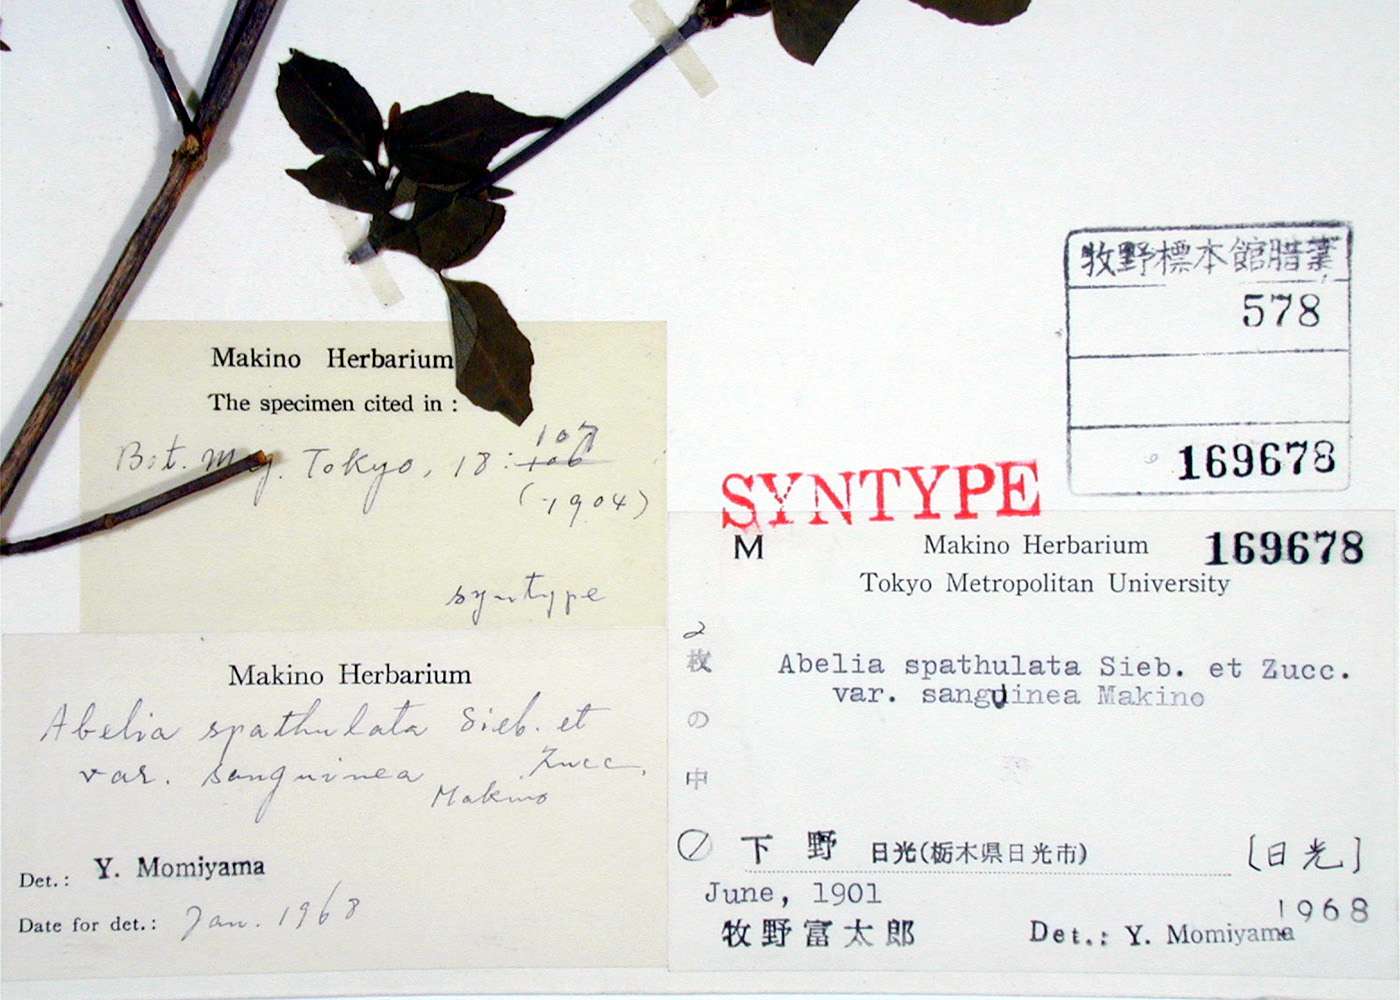 牧野標本館腊葉
578
169678
Makino Herbarium
The specimen cited in :
Bot. Mag. Tokyo, 18: 106 107
(1904)
syntype
SYNTYPE
M
Makino Herbarium
169678
Tokyo Metropolitan University
2枚の中
Abelia spathulata Sieb. et Zucc.
var. sanguinea Makino
① 下野 日光(栃木県日光市) [日光]
June, 1901
1968
牧野富太郎
Det.: Y. Momiyama
Makino Herbarium
Abelia spathulata Sieb. et
Zucc.
var. sanguinea
Makino
Det.: Y. Momiyama
Date for det.: Jan. 1968